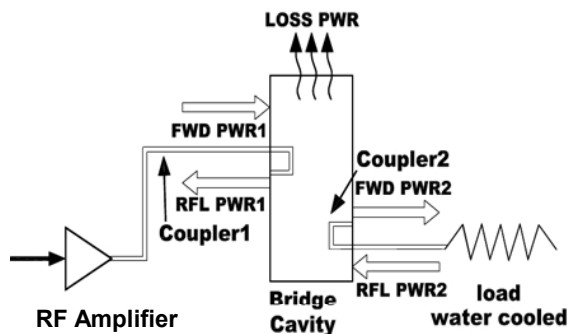 LOSS PWR
FWD PWR1
Coupler2
FWD PWR2
RFL PWR1
Coupler1
RFL PWR2
RF Amplifier
Bridge
Cavity
load
water cooled